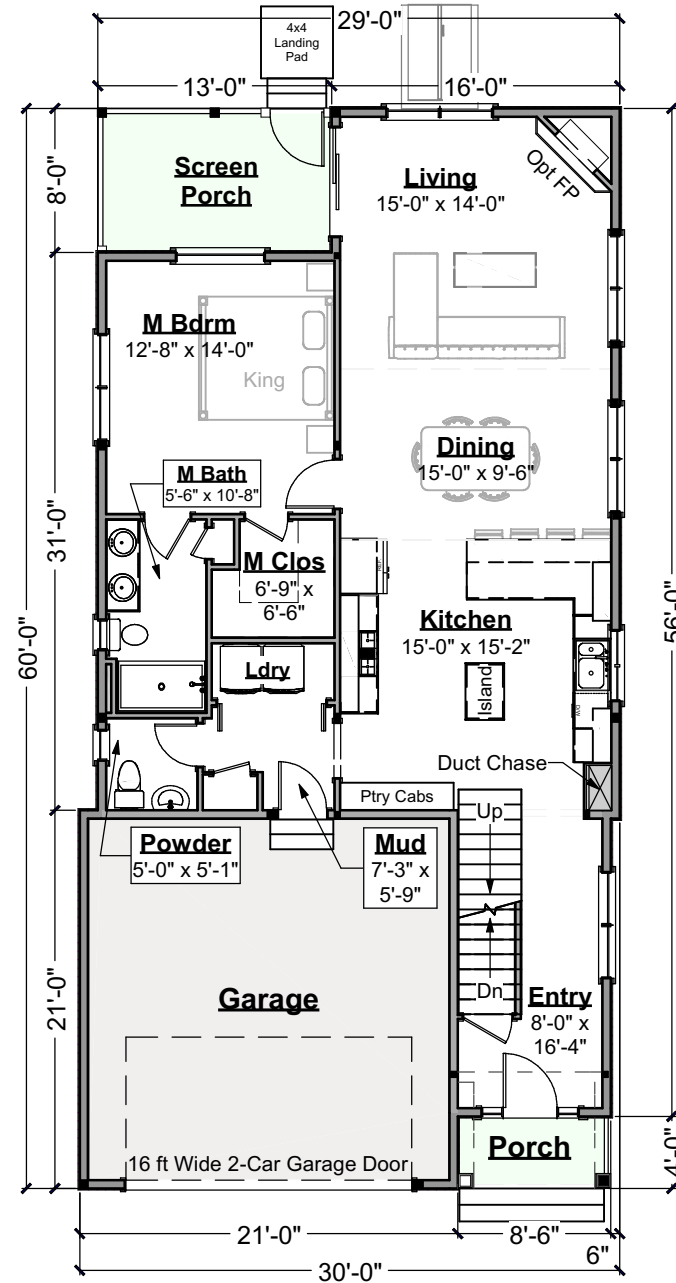 29'-0"
4x4
Landing
Pad
13'-0"
16'-0"
8'-0"
Screen
Porch
Living
15'-0" x 14'-0"
Opt FP
M Bdrm
12'-8" x 14'-0"
King
Dining
15'-0" x 9'-6"
M Bath
5'-6" x 10'-8"
31'-0"
M Clos
6'-9" x
6'-6"
Kitchen
15'-0" x 15'-2"
60'-0"
56'-0"
Ldry
Island
D/W
Duct Chase
Ptry Cabs
Up
Powder
5'-0" x 5'-1"
Mud
7'-3" x
5'-9"
Dn
Entry
8'-0" x
16'-4"
Garage
21'-0"
16 ft Wide 2-Car Garage Door
Porch
4'-0"
21'-0"
8'-6"
6"
30'-0"